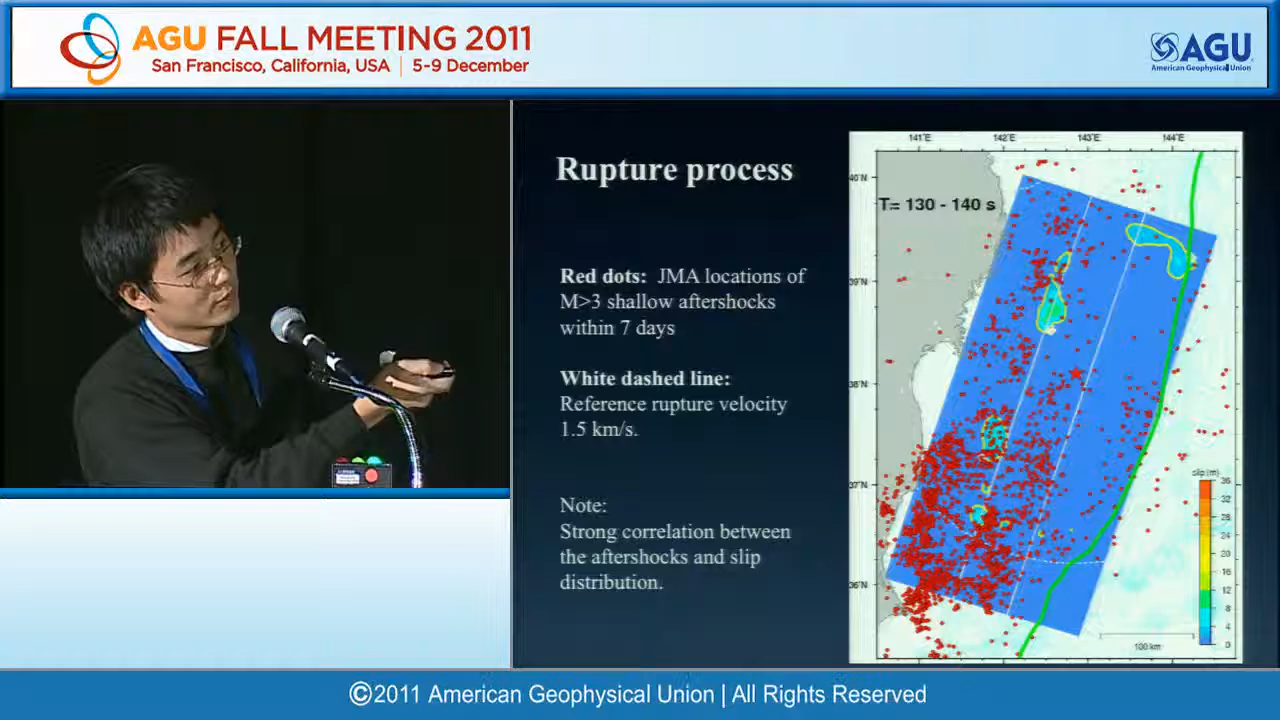 AGU FALL MEETING 2011
San Francisco, California, USA | 5-9 December
AGU
American Geophysical Union
Rupture process
Red dots: JMA locations of
M>3 shallow aftershocks
within 7 days
White dashed line:
Reference rupture velocity
1.5 km/s.
Note:
Strong correlation between
the aftershocks and slip
distribution.
141°E 142°E 143°E 144°E
40°N
T= 130 - 140 s
39°N
38°N
37°N
slip (m)
36
32
28
24
20
16
12
8
4
0
36°N
100 km
©2011 American Geophysical Union | All Rights Reserved